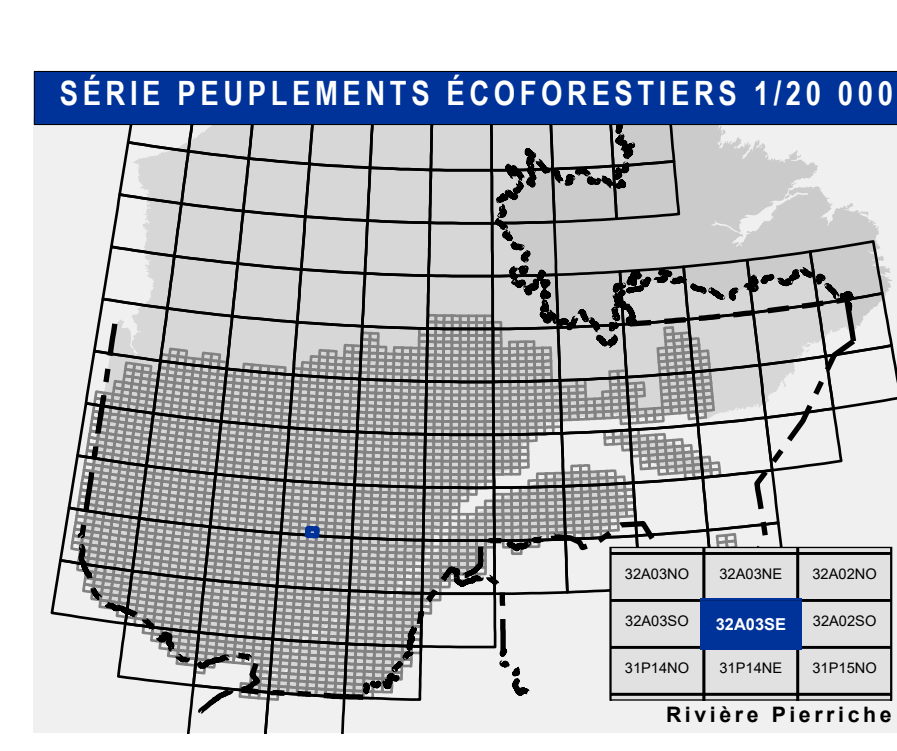 SÉRIE PEUPLEMENTS ÉCOFORESTIERS 1/20 000
32A03NO 32A03NE 32A02NO
32A03SO 32A03SE 32A02SO
31P14NO 31P14NE 31P15NO
Rivière Pierriche